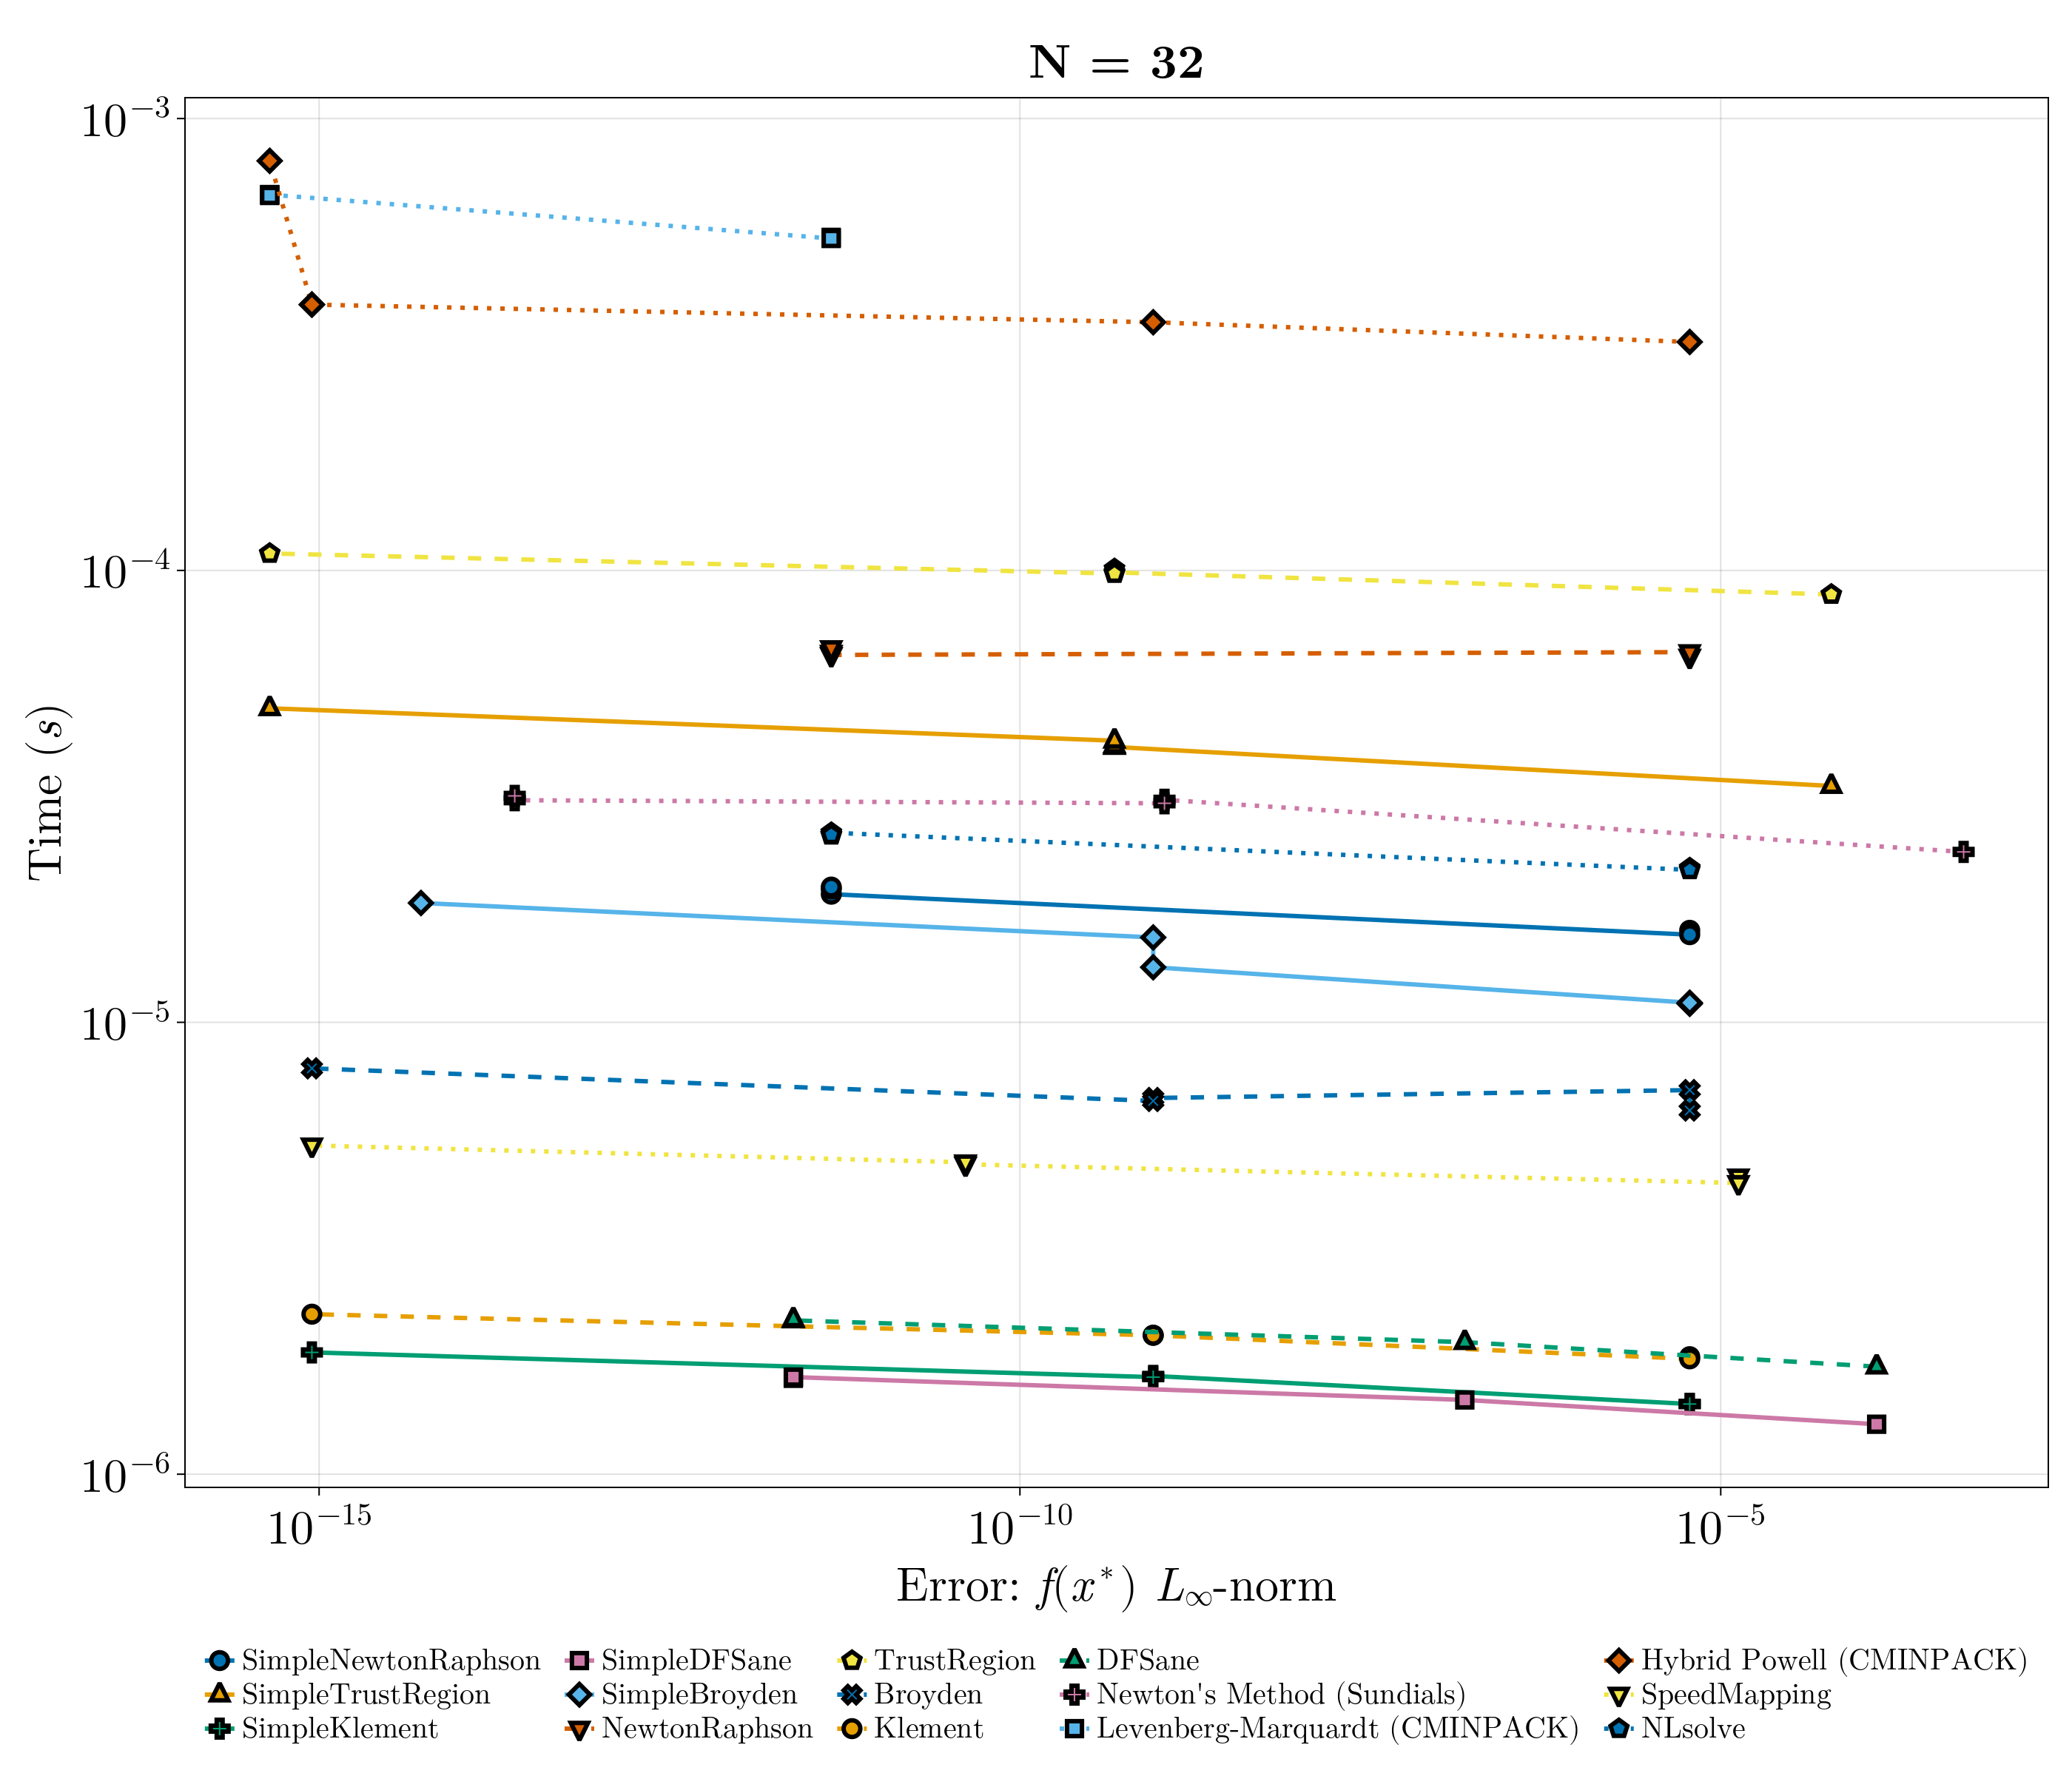 N = 32
10⁻³
10⁻⁴
10⁻⁵
10⁻⁶
Time (s)
10⁻¹⁵
10⁻¹⁰
10⁻⁵
Error: f(x*) L∞-norm
SimpleNewtonRaphson SimpleDFSane TrustRegion DFSane Hybrid Powell (CMINPACK)
SimpleTrustRegion SimpleBroyden Broyden Newton's Method (Sundials) SpeedMapping
SimpleKlement NewtonRaphson Klement Levenberg-Marquardt (CMINPACK) NLsolve